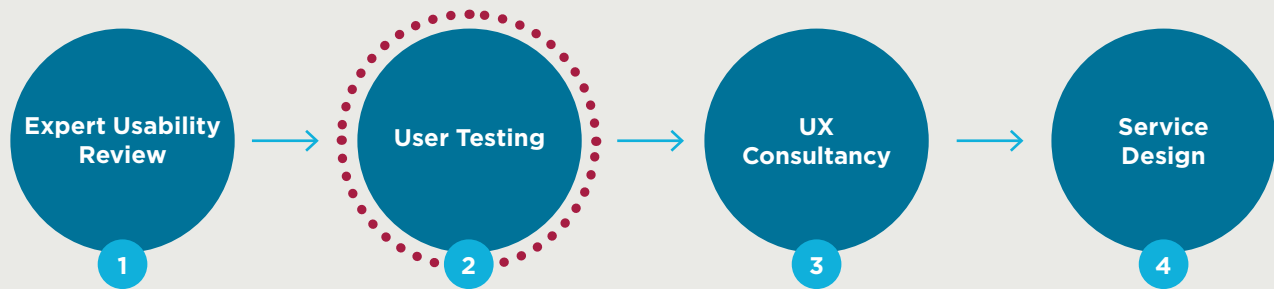 Expert Usability
Review
1
User Testing
2
UX
Consultancy
3
Service
Design
4